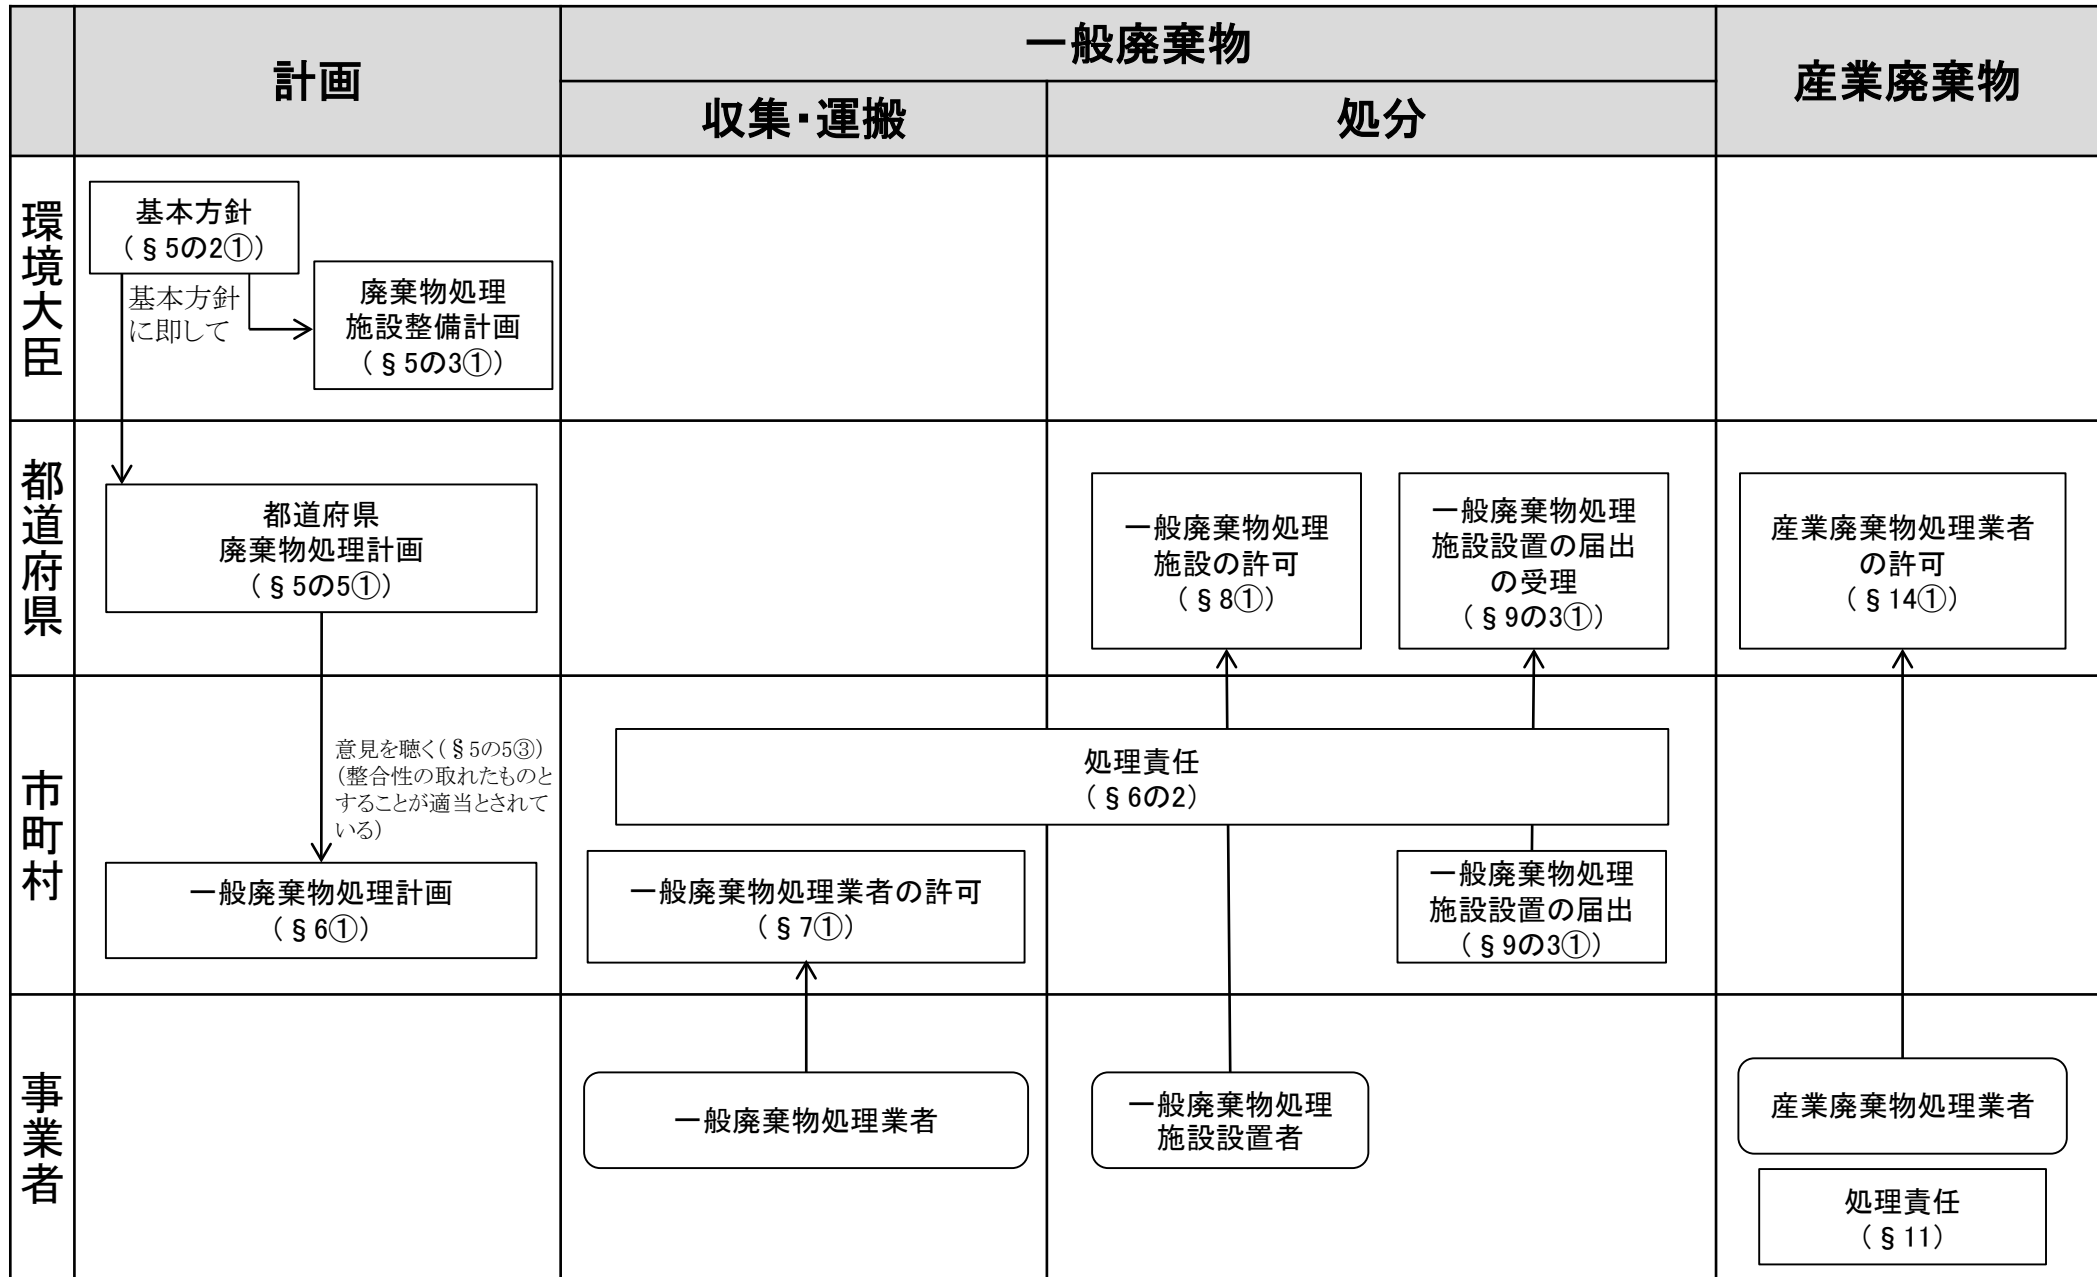 計画
一般廃棄物
産業廃棄物
収集・運搬
処分
環境大臣
基本方針
（§5の2①）
基本方針
に即して
廃棄物処理
施設整備計画
（§5の3①）
都道府県
都道府県
廃棄物処理計画
（§5の5①）
一般廃棄物処理
施設の許可
（§8①）
一般廃棄物処理
施設設置の届出
の受理
（§9の3①）
産業廃棄物処理業者
の許可
（§14①）
市町村
意見を聴く（§5の5③）
（整合性の取れたものと
することが適当とされて
いる）
一般廃棄物処理計画
（§6①）
処理責任
（§6の2）
一般廃棄物処理業者の許可
（§7①）
一般廃棄物処理
施設設置の届出
（§9の3①）
事業者
一般廃棄物処理業者
一般廃棄物処理
施設設置者
産業廃棄物処理業者
処理責任
（§11）